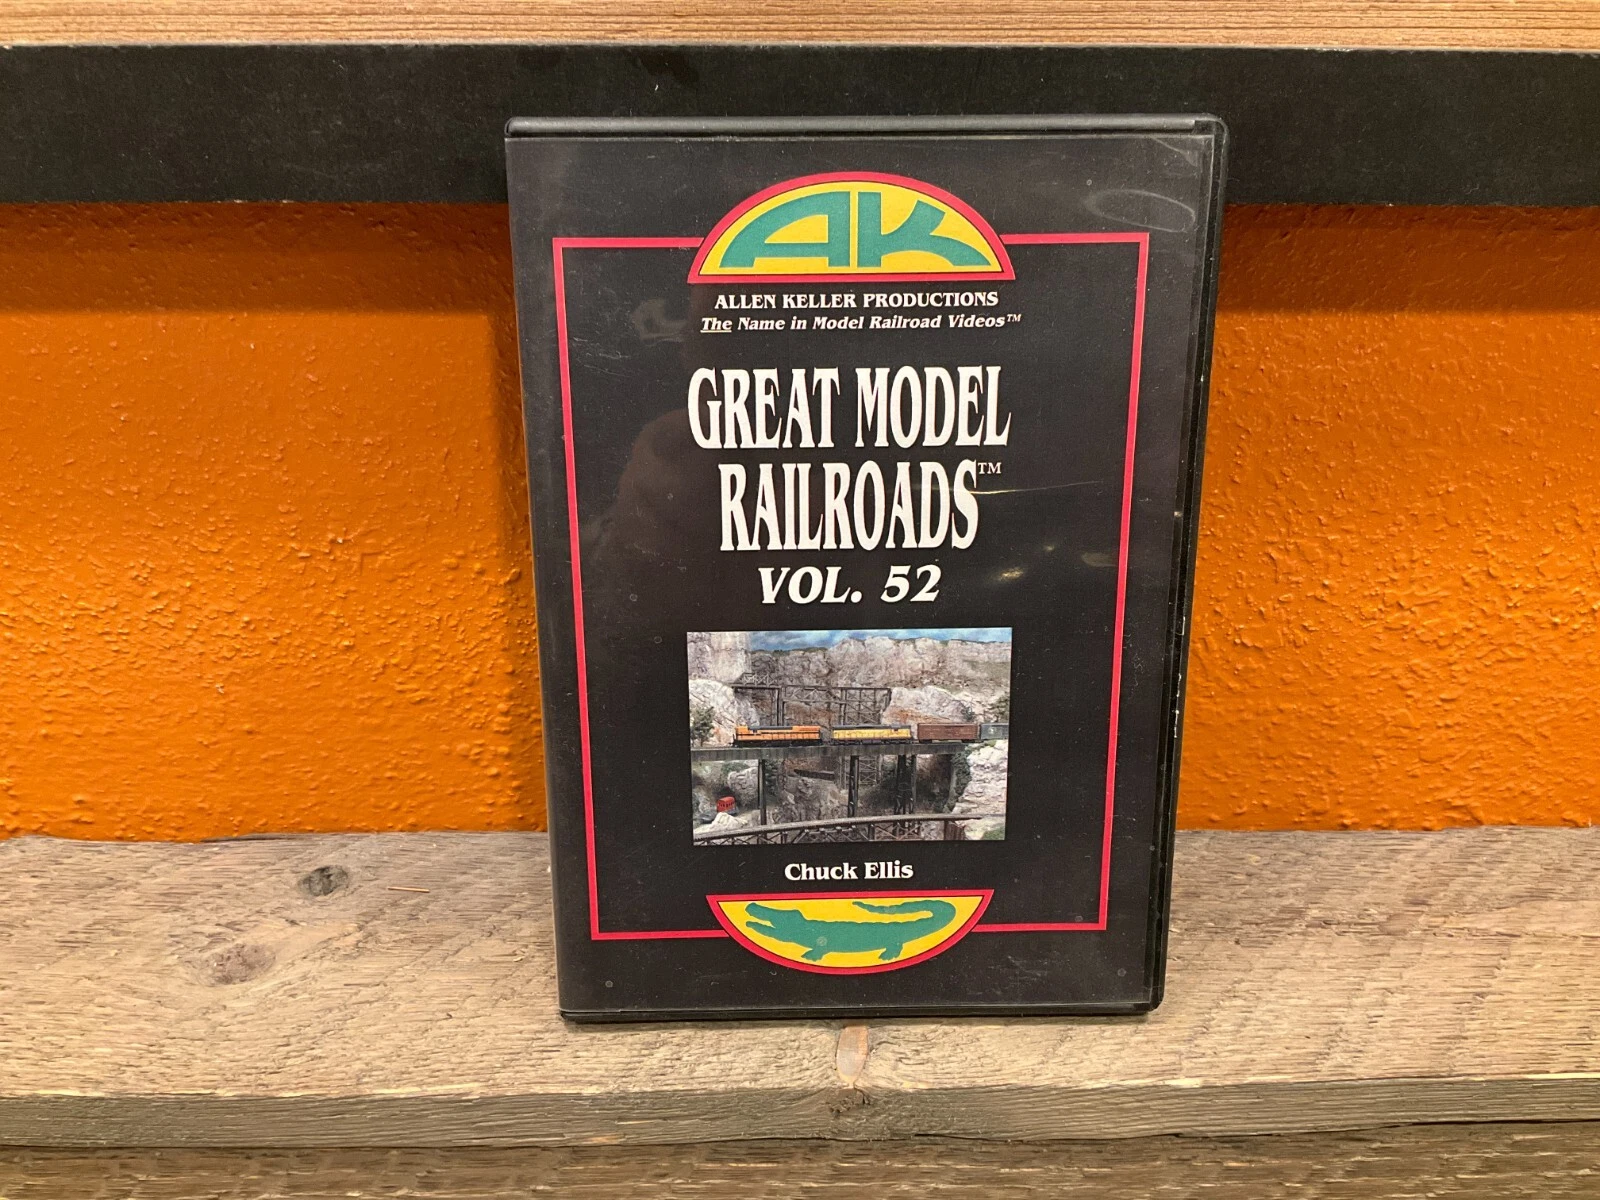 AK
ALLEN KELLER PRODUCTIONS
The Name in Model Railroad Videos™
GREAT MODEL
RAILROADS™
VOL. 52
Chuck Ellis